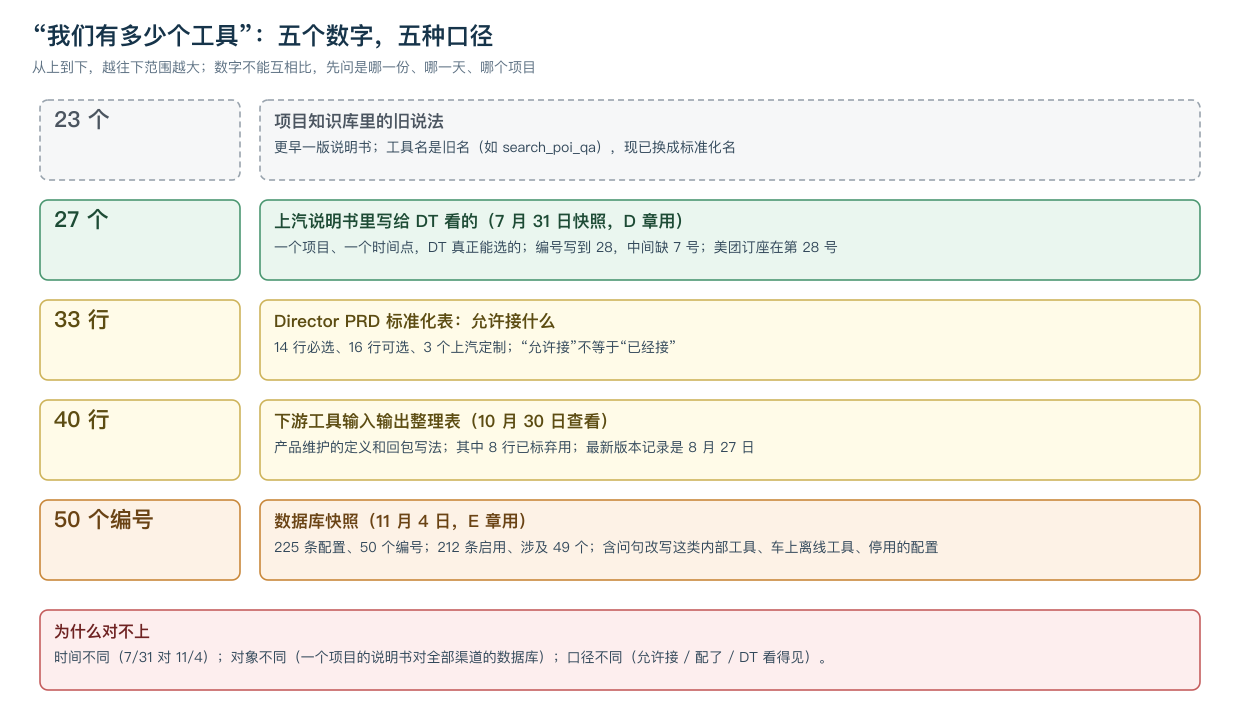 “我们有多少个工具”：五个数字，五种口径
从上到下，越往下范围越大；数字不能互相比，先问是哪一份、哪一天、哪个项目
23 个
项目知识库里的旧说法
更早一版说明书；工具名是旧名（如 search_poi_qa），现已换成标准化名
27 个
上汽说明书里写给 DT 看的（7 月 31 日快照，D 章用）
一个项目、一个时间点，DT 真正能选的；编号写到 28，中间缺 7 号；美团订座在第 28 号
33 行
Director PRD 标准化表：允许接什么
14 行必选、16 行可选、3 个上汽定制；“允许接”不等于“已经接”
40 行
下游工具输入输出整理表（10 月 30 日查看）
产品维护的定义和回包写法；其中 8 行已标弃用；最新版本记录是 8 月 27 日
50 个编号
数据库快照（11 月 4 日，E 章用）
225 条配置、50 个编号；212 条启用、涉及 49 个；含问句改写这类内部工具、车上离线工具、停用的配置
为什么对不上
时间不同（7/31 对 11/4）；对象不同（一个项目的说明书对全部渠道的数据库）；口径不同（允许接 / 配了 / DT 看得见）。